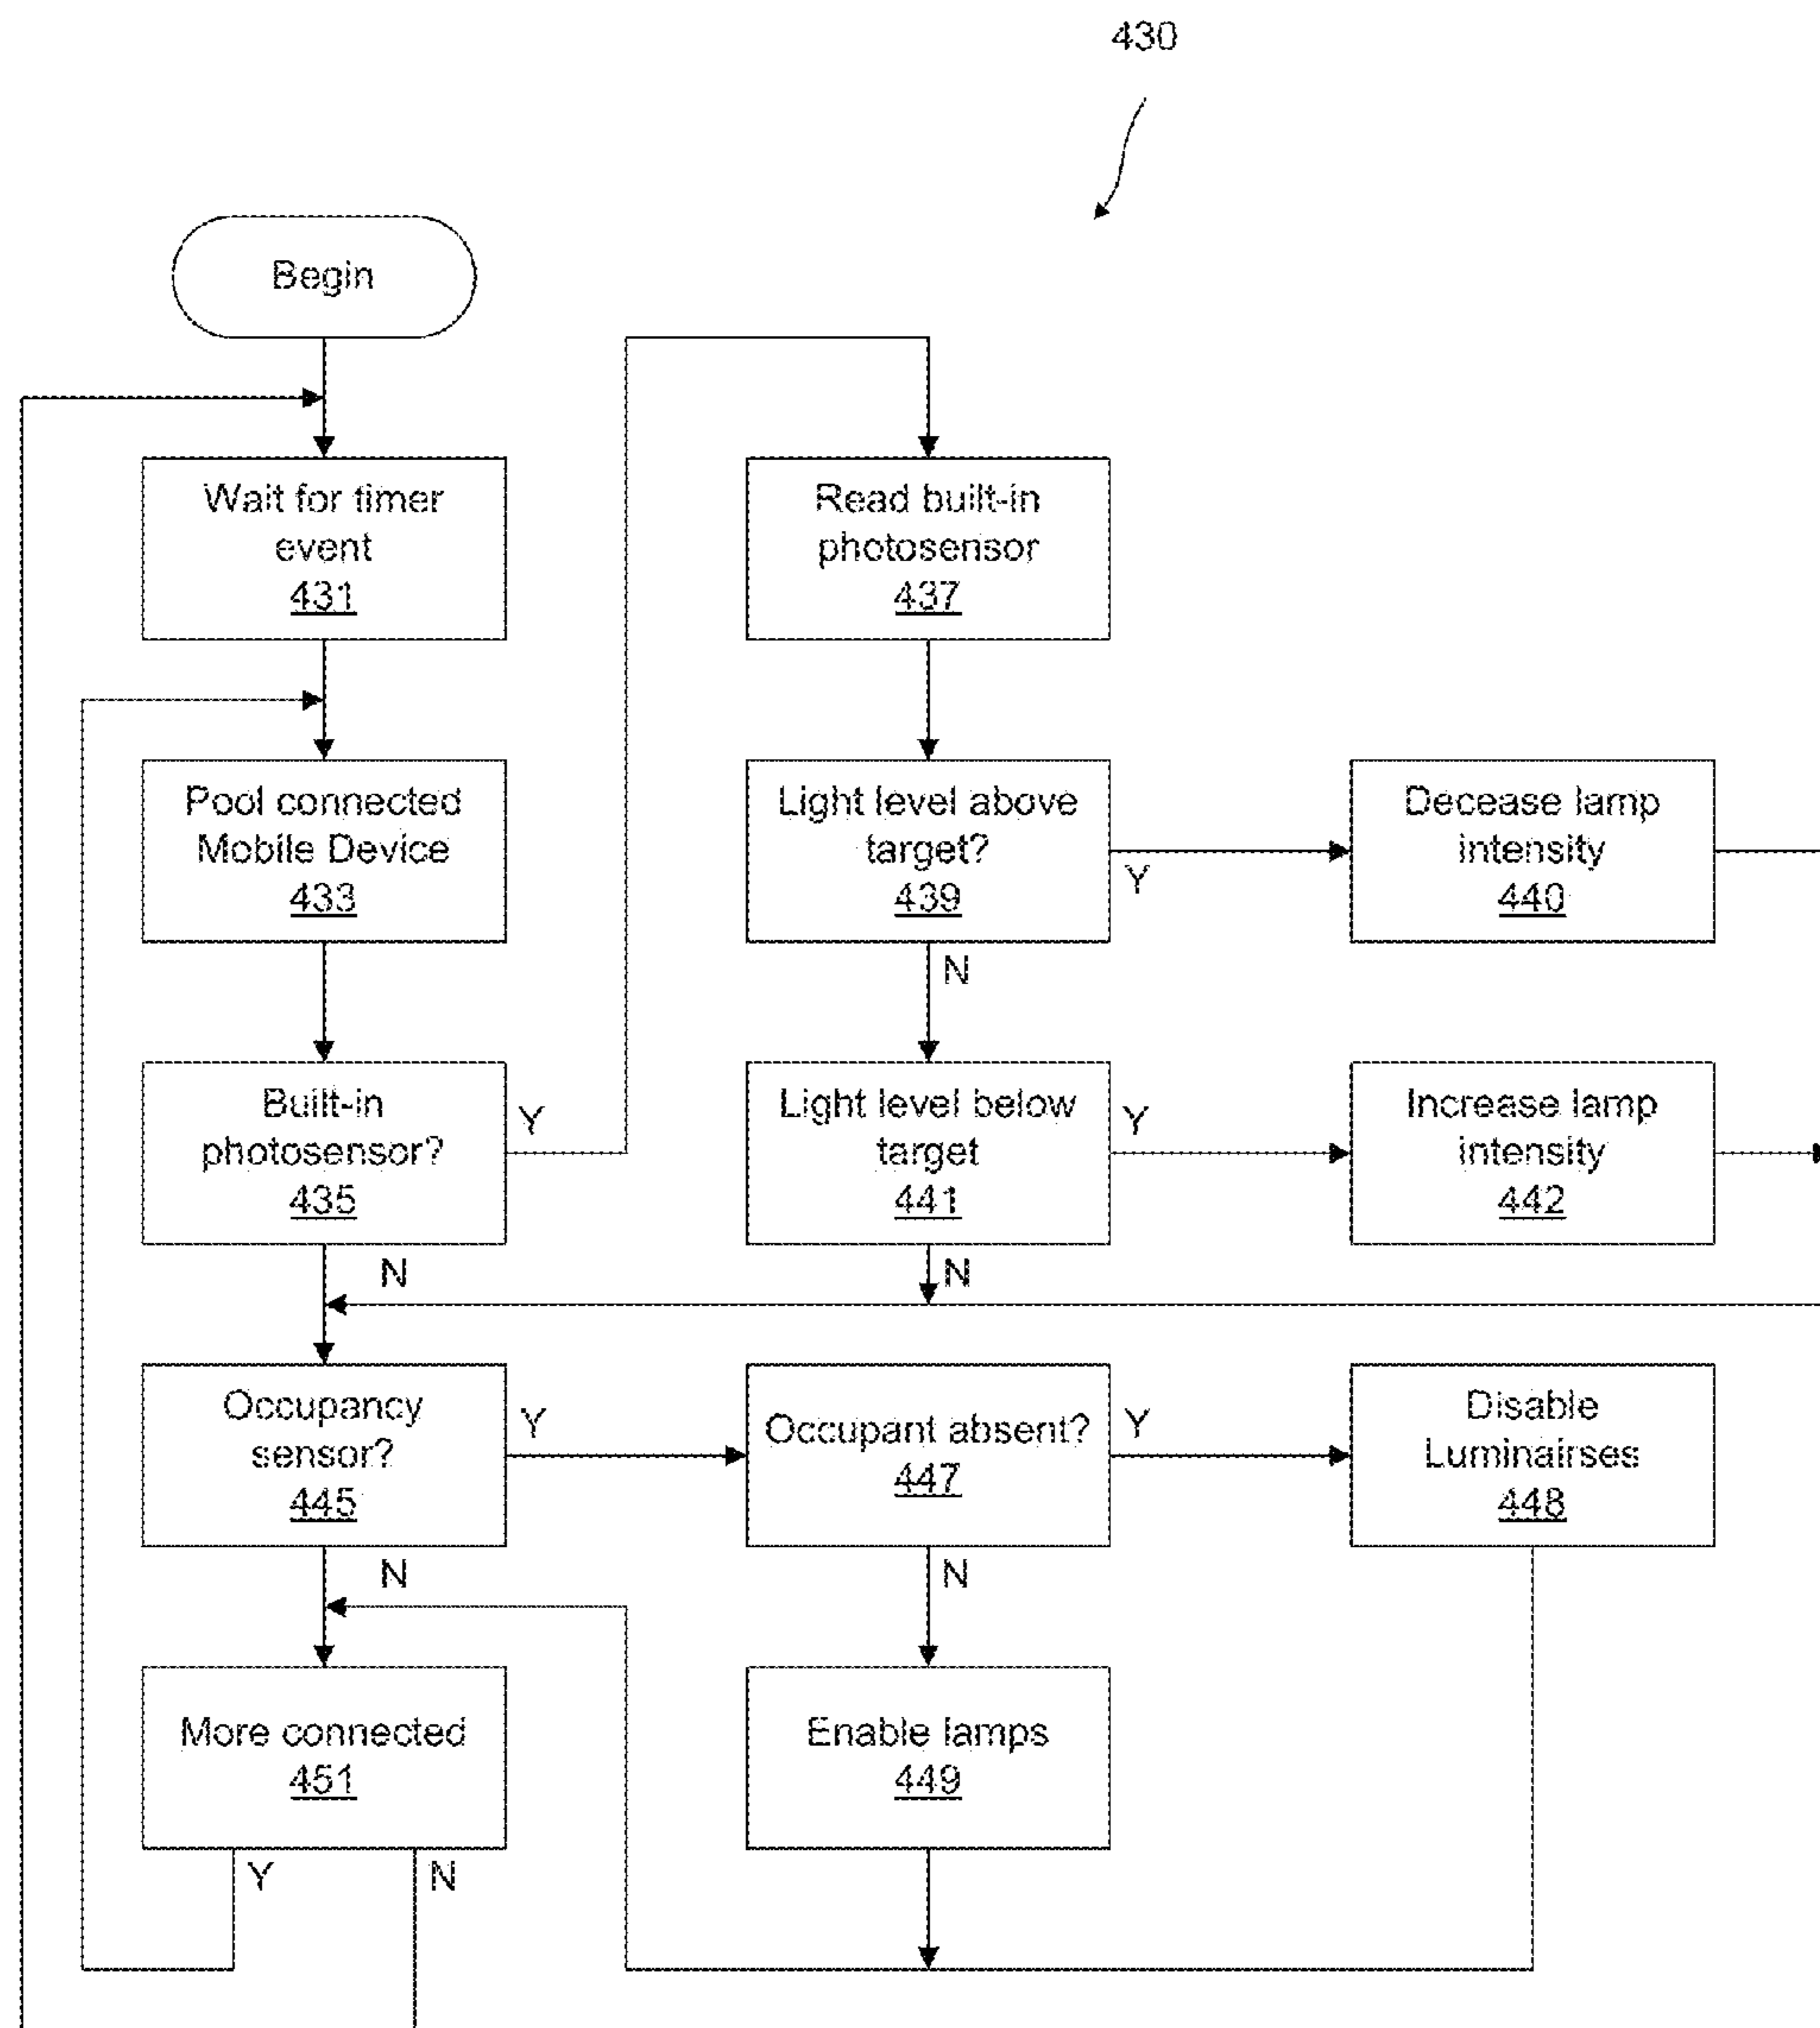 430
Begin
Wait for timer
event
431
Pool connected
Mobile Device
433
Built-in
photosensor?
435
Y
N
Read built-in
photosensor
437
Light level above
target?
439
Y
N
Decease lamp
intensity
440
Light level below
target
441
Y
N
Increase lamp
intensity
442
Occupancy
sensor?
445
Y
N
Occupant absent?
447
Y
N
Disable
Luminairses
448
More connected
451
Y
N
Enable lamps
449